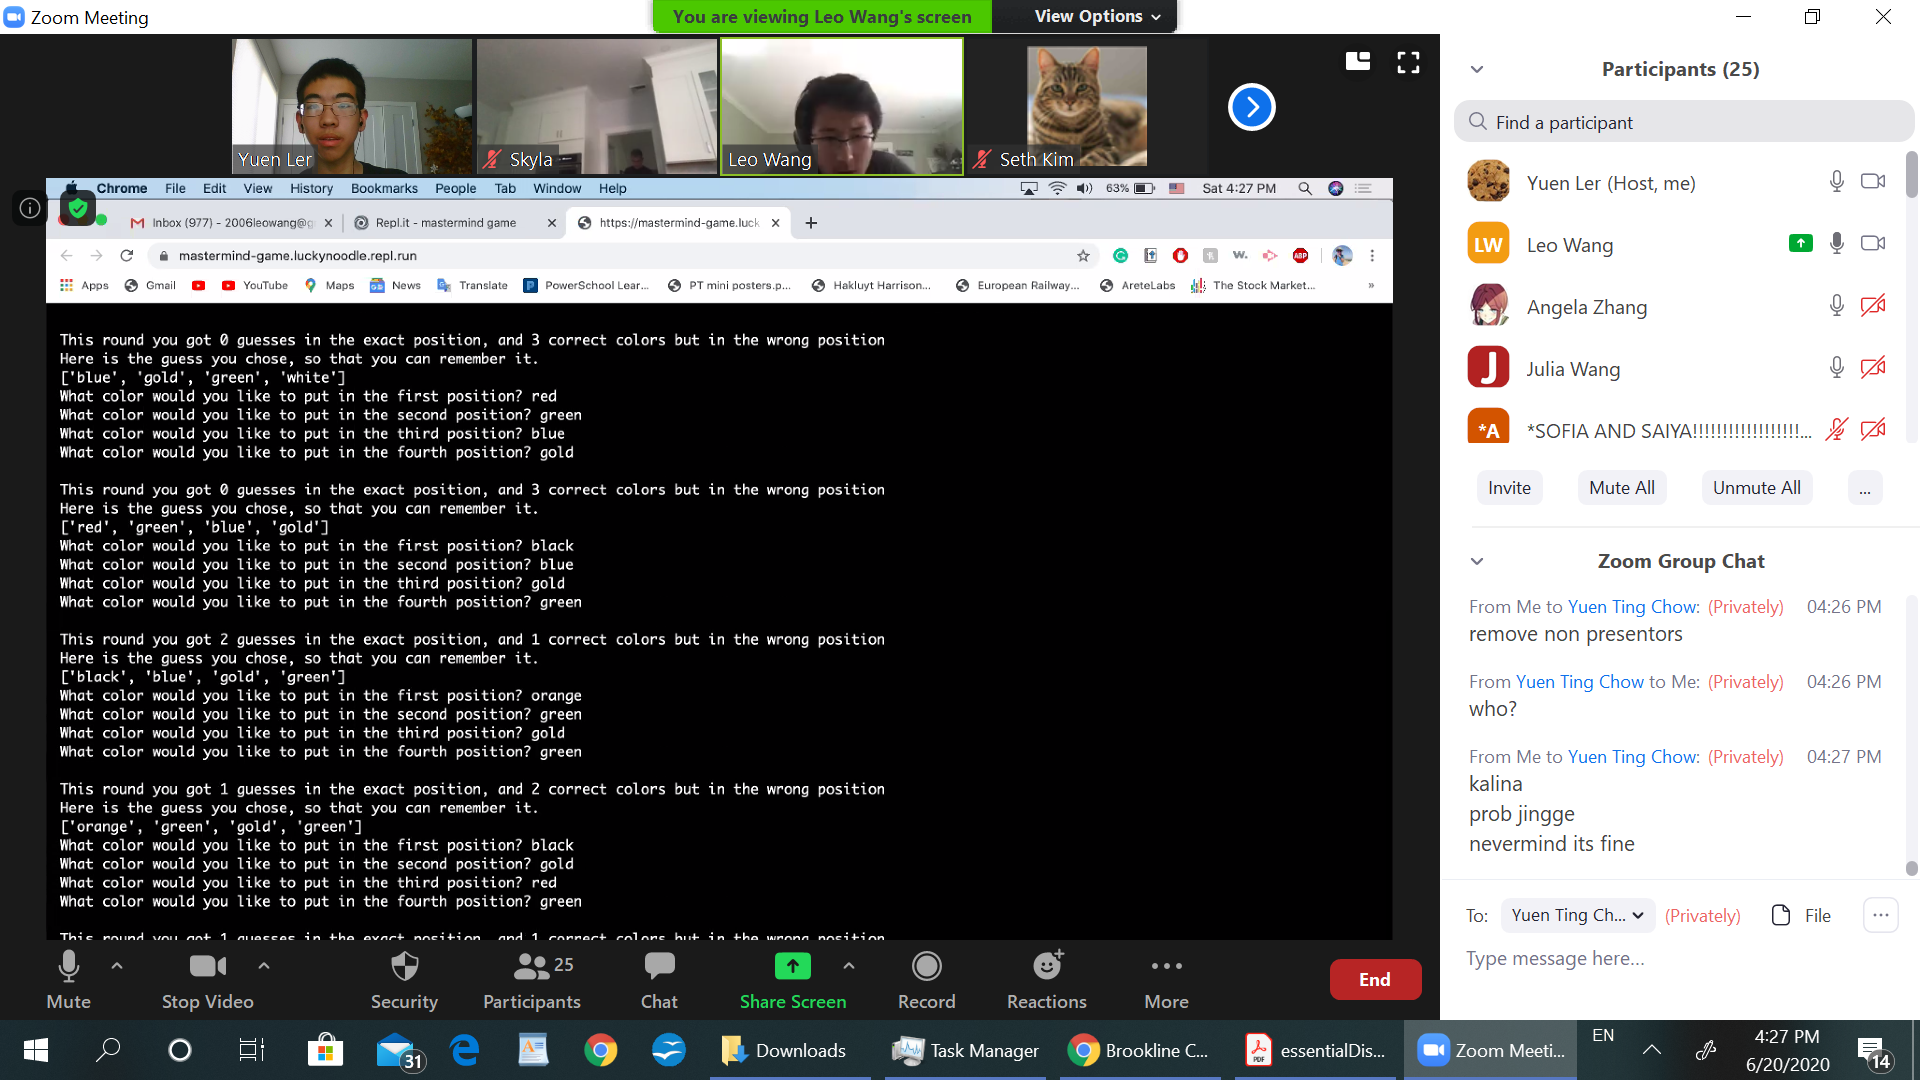 Zoom Meeting
You are viewing Leo Wang's screen
View Options
Yuen Ler
Skyla
Leo Wang
Seth Kim
Chrome File Edit View History Bookmarks People Tab Window Help
63%
Sat 4:27 PM
Inbox (977) - 2006leowang@g
Repl.it - mastermind game
https://mastermind-game.luck
mastermind-game.luckynoodle.repl.run
ABP
Apps
Gmail
YouTube
Maps
News
Translate
PowerSchool Lear...
PT mini posters.p...
Hakluyt Harrison...
European Railway...
AreteLabs
The Stock Market...
»
This round you got 0 guesses in the exact position, and 3 correct colors but in the wrong position
Here is the guess you chose, so that you can remember it.
['blue', 'gold', 'green', 'white']
What color would you like to put in the first position? red
What color would you like to put in the second position? green
What color would you like to put in the third position? blue
What color would you like to put in the fourth position? gold
This round you got 0 guesses in the exact position, and 3 correct colors but in the wrong position
Here is the guess you chose, so that you can remember it.
['red', 'green', 'blue', 'gold']
What color would you like to put in the first position? black
What color would you like to put in the second position? blue
What color would you like to put in the third position? gold
What color would you like to put in the fourth position? green
This round you got 2 guesses in the exact position, and 1 correct colors but in the wrong position
Here is the guess you chose, so that you can remember it.
['black', 'blue', 'gold', 'green']
What color would you like to put in the first position? orange
What color would you like to put in the second position? green
What color would you like to put in the third position? gold
What color would you like to put in the fourth position? green
This round you got 1 guesses in the exact position, and 2 correct colors but in the wrong position
Here is the guess you chose, so that you can remember it.
['orange', 'green', 'gold', 'green']
What color would you like to put in the first position? black
What color would you like to put in the second position? gold
What color would you like to put in the third position? red
What color would you like to put in the fourth position? green
This round you got 1 guesses in the exact position, and 1 correct colors but in the wrong position
Participants (25)
Find a participant
Yuen Ler (Host, me)
LW
Leo Wang
Angela Zhang
J
Julia Wang
*A
*SOFIA AND SAIYA!!!!!!!!!!!!!!!!!!...
Invite
Mute All
Unmute All
...
Zoom Group Chat
From Me to Yuen Ting Chow: (Privately) 04:26 PM
remove non presentors
From Yuen Ting Chow to Me: (Privately) 04:26 PM
who?
From Me to Yuen Ting Chow: (Privately) 04:27 PM
kalina
prob jingge
nevermind its fine
To: Yuen Ting Ch... (Privately) File
Type message here...
Mute
Stop Video
Security
25
Participants
Chat
Share Screen
Record
Reactions
More
End
31
Downloads
Task Manager
Brookline C...
PDF
essentialDis...
Zoom Meeti...
EN
4:27 PM
6/20/2020
14